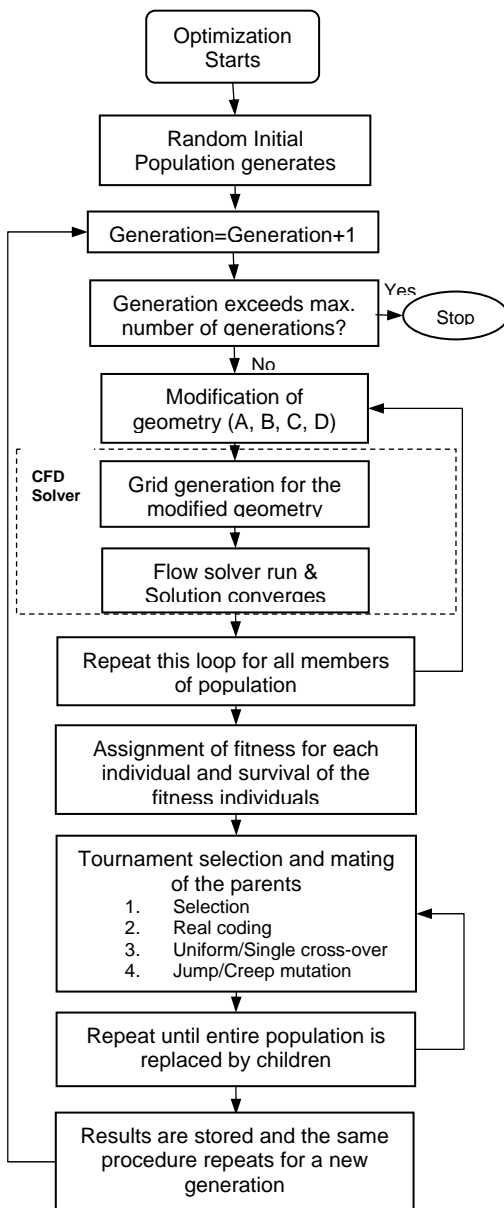 Optimization
Starts
Random Initial
Population generates
Generation=Generation+1
Generation exceeds max.
number of generations?
Yes
Stop
No
Modification of
geometry (A, B, C, D)
CFD
Solver
Grid generation for the
modified geometry
Flow solver run &
Solution converges
Repeat this loop for all members
of population
Assignment of fitness for each
individual and survival of the
fitness individuals
Tournament selection and mating
of the parents
1. Selection
2. Real coding
3. Uniform/Single cross-over
4. Jump/Creep mutation
Repeat until entire population is
replaced by children
Results are stored and the same
procedure repeats for a new
generation